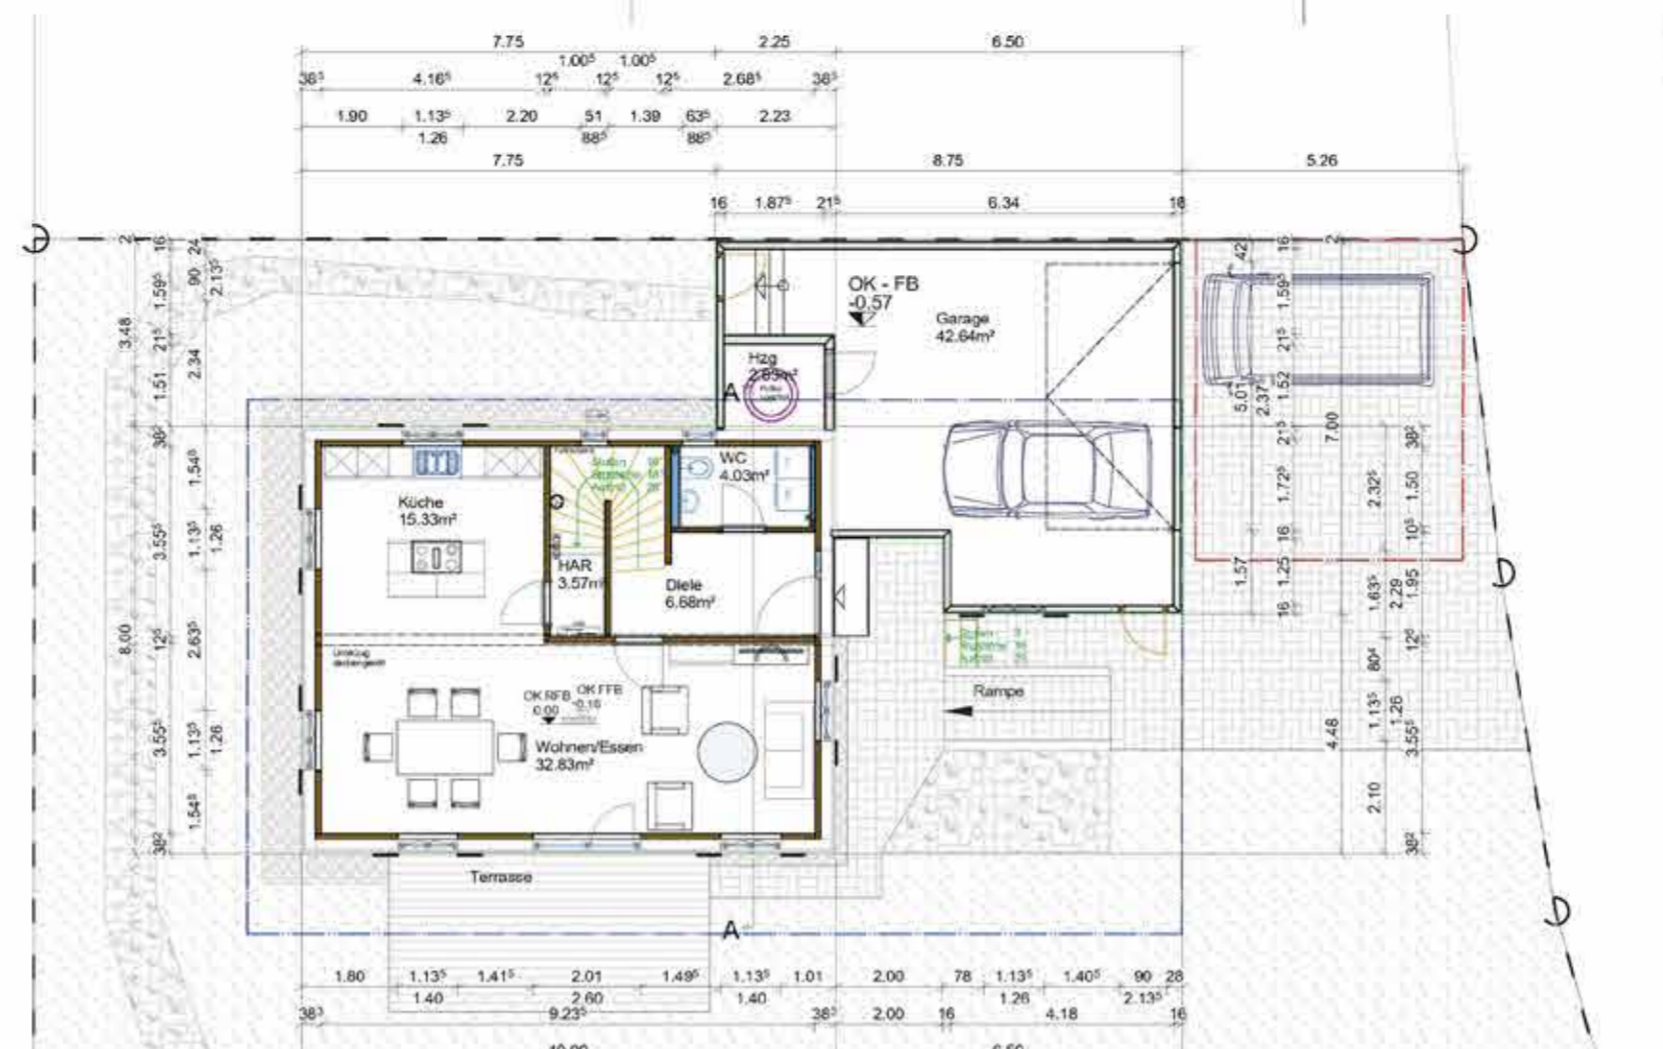 7.75 2.25 6.50
1.00⁵ 1.00⁵
38⁵ 4.16⁵ 12⁵ 12⁵ 12⁵ 2.68⁵ 38⁵
1.90 1.13⁵ 2.20 51 1.39 63⁵ 2.23
1.26 88⁵ 88⁵
7.75 8.75 5.26
16 1.87⁵ 21⁵ 6.34 16
2 16 24
90 2.13⁵
1.59⁵
3.48
21⁵
2.34
1.51
38²
1.54⁵
3.55⁵ 1.13⁵ 1.26
8.00 12⁵ 2.63⁵
3.55⁵ 1.13⁵ 1.26
1.54⁵
38²
OK - FB
-0.57
Garage
42.64m²
Hzg
A
WC
4.03m²
Küche
15.33m²
HAR
3.57m²
Diele
6.68m²
OK RFB OK FFB
0.00 -0.16
Wohnen/Essen
32.83m²
Rampe
Terrasse
A
42 16 2
1.59⁵
21⁵
5.01 2.37⁵ 1.52
7.00
21⁵ 38²
1.72⁵ 2.32⁵ 1.50
16 10⁵
1.57 1.25 1.63⁵ 2.29 1.95
16
12⁵
80⁴
1.13⁵ 1.26
4.48 3.55⁵
2.10
38²
1.80 1.13⁵ 1.41⁵ 2.01 1.49⁵ 1.13⁵ 1.01 2.00 78 1.13⁵ 1.40⁵ 90 28
1.40 2.60 1.40 1.26 2.13⁵
38⁵ 9.23⁵ 38⁵ 2.00 16 4.18 16